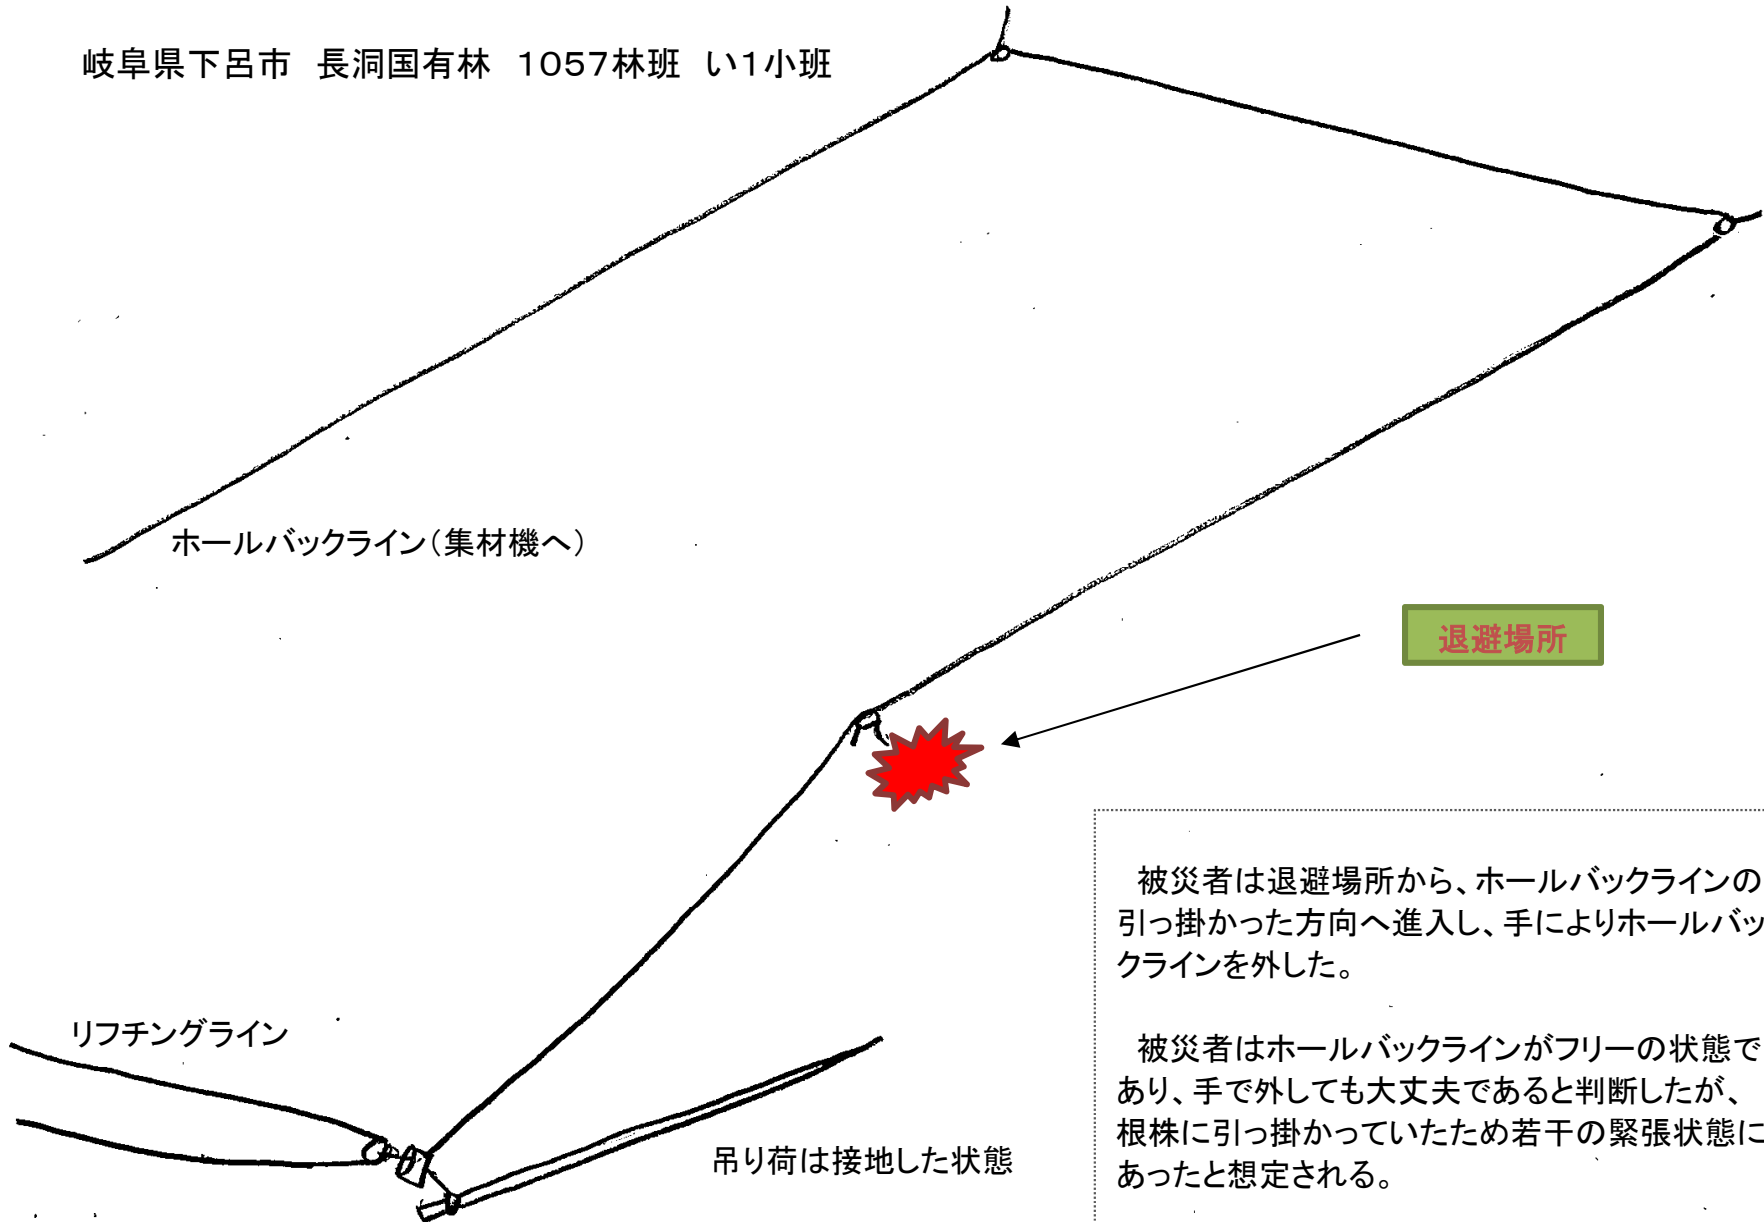 岐阜県下呂市　長洞国有林　１０５７林班　い１小班
ホールバックライン（集材機へ）
退避場所
被災者は退避場所から、ホールバックラインの
引っ掛かった方向へ進入し、手によりホールバッ
クラインを外した。
被災者はホールバックラインがフリーの状態で
あり、手で外しても大丈夫であると判断したが、
根株に引っ掛かっていたため若干の緊張状態に
あったと想定される。
リフチングライン
吊り荷は接地した状態